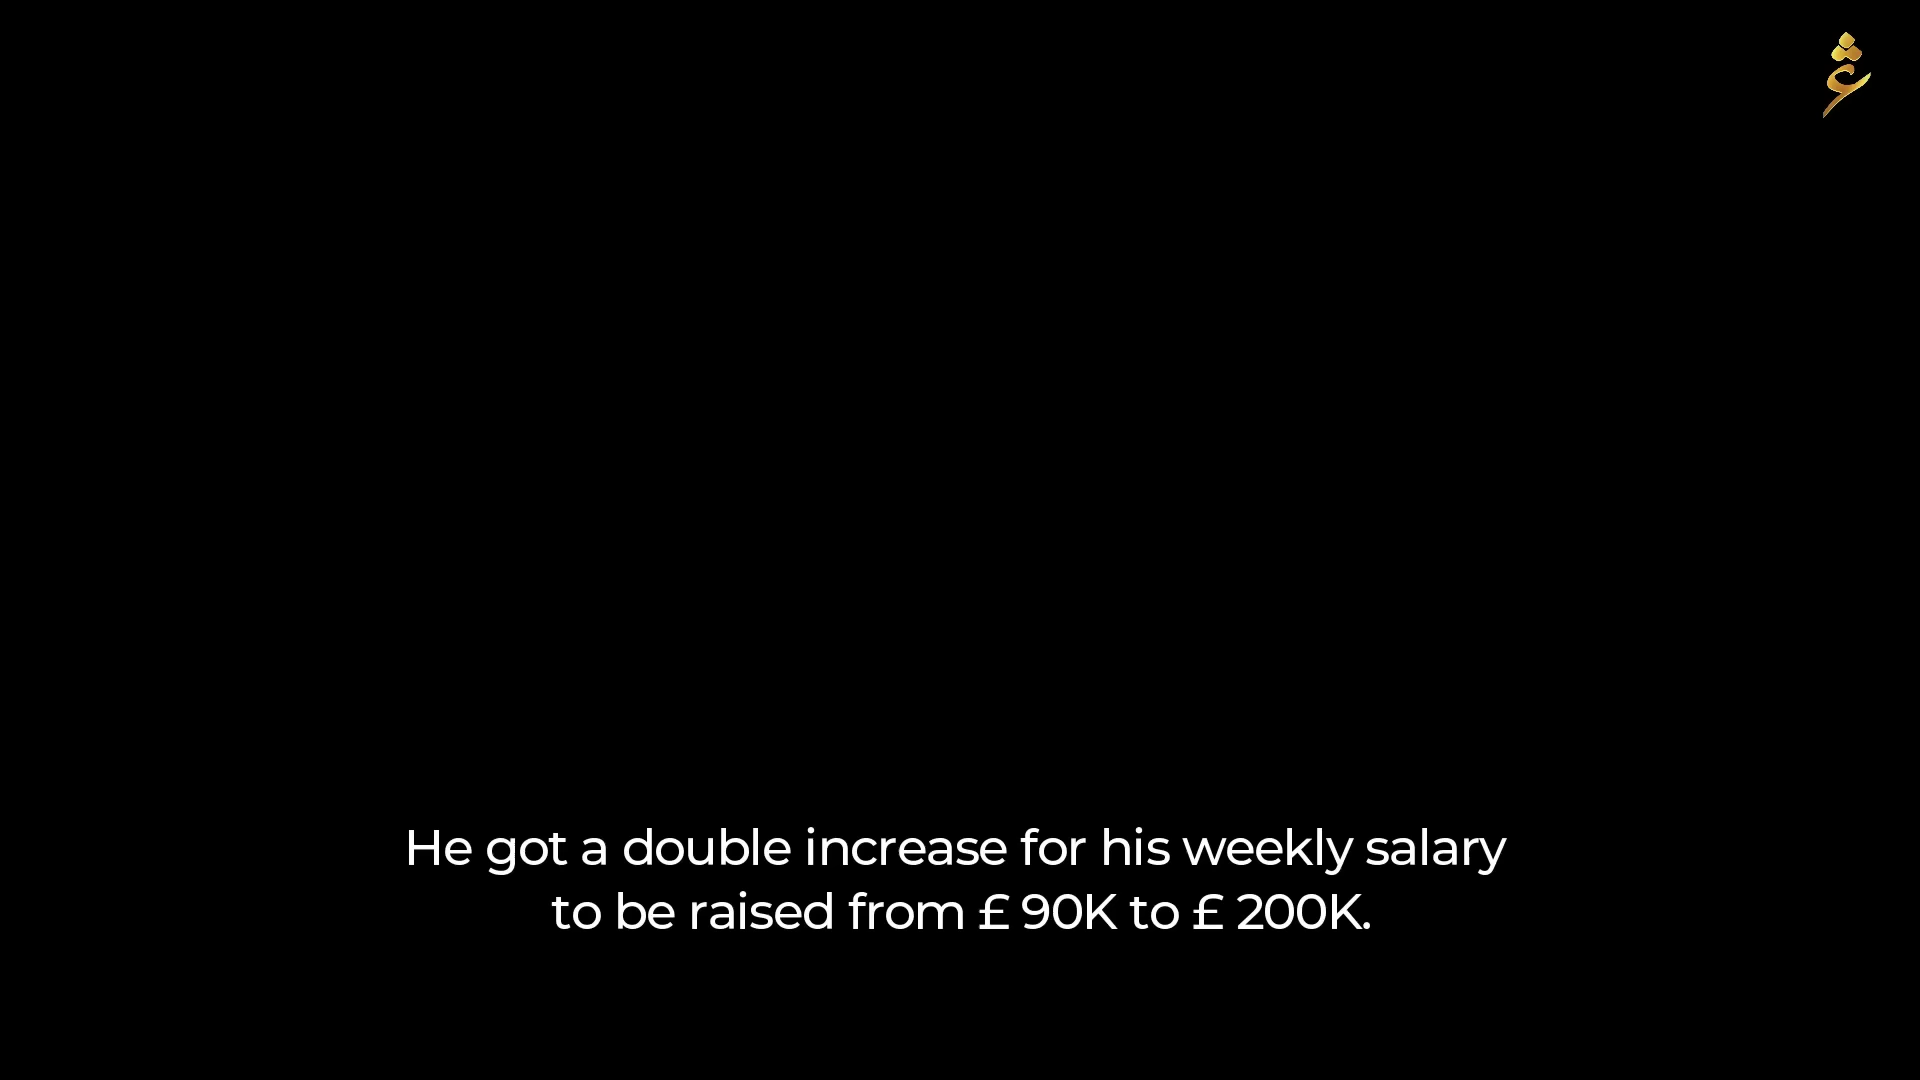 He got a double increase for his weekly salary
to be raised from £ 90K to £ 200K.